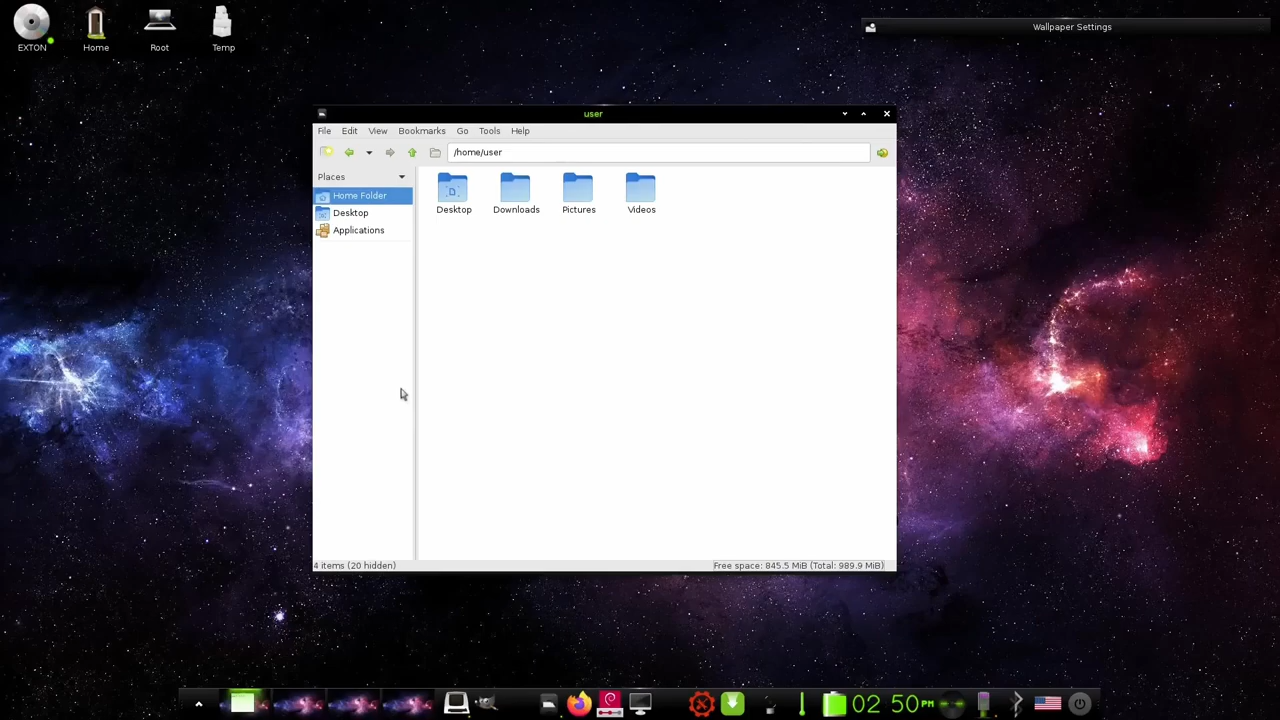 EXTON
Home
Root
Temp
Wallpaper Settings
user
File Edit View Bookmarks Go Tools Help
/home/user
Places
Home Folder
Desktop
Applications
Desktop
Downloads
Pictures
Videos
4 items (20 hidden)
Free space: 845.5 MiB (Total: 989.9 MiB)
02 50 PM